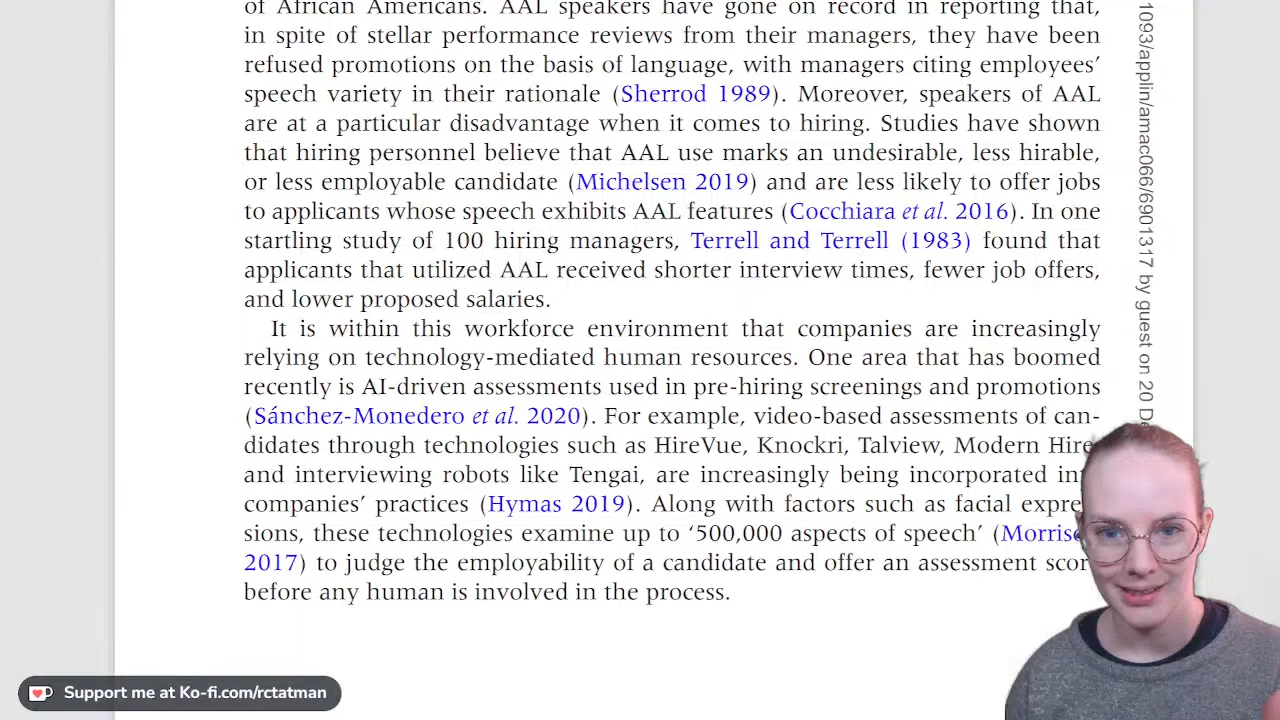 of African Americans. AAL speakers have gone on record in reporting that,
in spite of stellar performance reviews from their managers, they have been
refused promotions on the basis of language, with managers citing employees'
speech variety in their rationale (Sherrod 1989). Moreover, speakers of AAL
are at a particular disadvantage when it comes to hiring. Studies have shown
that hiring personnel believe that AAL use marks an undesirable, less hirable,
or less employable candidate (Michelsen 2019) and are less likely to offer jobs
to applicants whose speech exhibits AAL features (Cocchiara et al. 2016). In one
startling study of 100 hiring managers, Terrell and Terrell (1983) found that
applicants that utilized AAL received shorter interview times, fewer job offers,
and lower proposed salaries.
It is within this workforce environment that companies are increasingly
relying on technology-mediated human resources. One area that has boomed
recently is AI-driven assessments used in pre-hiring screenings and promotions
(Sánchez-Monedero et al. 2020). For example, video-based assessments of can-
didates through technologies such as HireVue, Knockri, Talview, Modern Hire
and interviewing robots like Tengai, are increasingly being incorporated
companies' practices (Hymas 2019). Along with factors such as facial
sions, these technologies examine up to '500,000 aspects of speech'
2017) to judge the employability of a candidate and offer an assessment
before any human is involved in the process.
1093/applin/amac066/6901317 by guest on 20
Support me at Ko-fi.com/rctatman